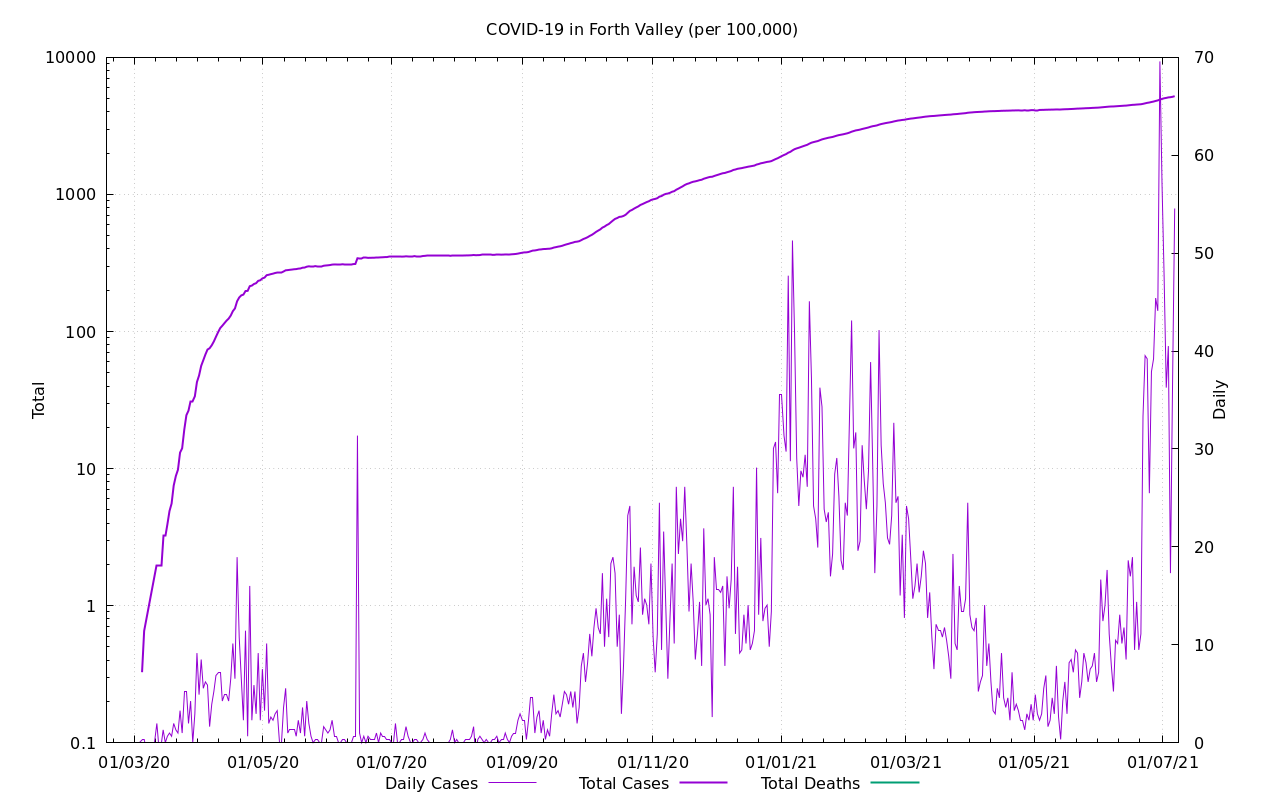 COVID-19 in Forth Valley (per 100,000)
10000
1000
100
10
1
0.1
Total
70
60
50
40
30
20
10
0
Daily
01/03/20 01/05/20 01/07/20 01/09/20 01/11/20 01/01/21 01/03/21 01/05/21 01/07/21
Daily Cases Total Cases Total Deaths